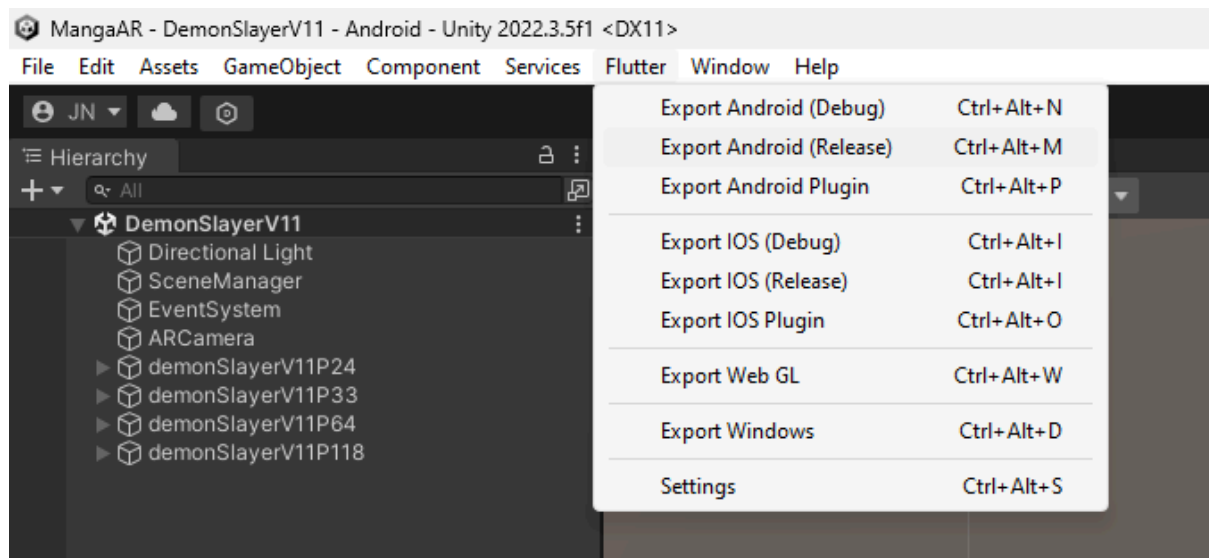 MangaAR - DemonSlayerV11 - Android - Unity 2022.3.5f1 <DX11>
File Edit Assets GameObject Component Services Flutter Window Help
JN
Hierarchy
All
DemonSlayerV11
Directional Light
SceneManager
EventSystem
ARCamera
demonSlayerV11P24
demonSlayerV11P33
demonSlayerV11P64
demonSlayerV11P118
Export Android (Debug) Ctrl+Alt+N
Export Android (Release) Ctrl+Alt+M
Export Android Plugin Ctrl+Alt+P
Export IOS (Debug) Ctrl+Alt+I
Export IOS (Release) Ctrl+Alt+I
Export IOS Plugin Ctrl+Alt+O
Export Web GL Ctrl+Alt+W
Export Windows Ctrl+Alt+D
Settings Ctrl+Alt+S